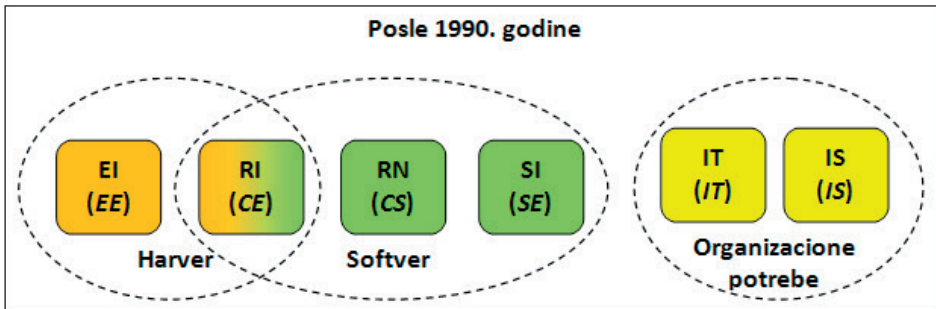 Posle 1990. godine
EI
(EE)
RI
(CE)
RN
(CS)
SI
(SE)
IT
(IT)
IS
(IS)
Harver
Softver
Organizacione
potrebe